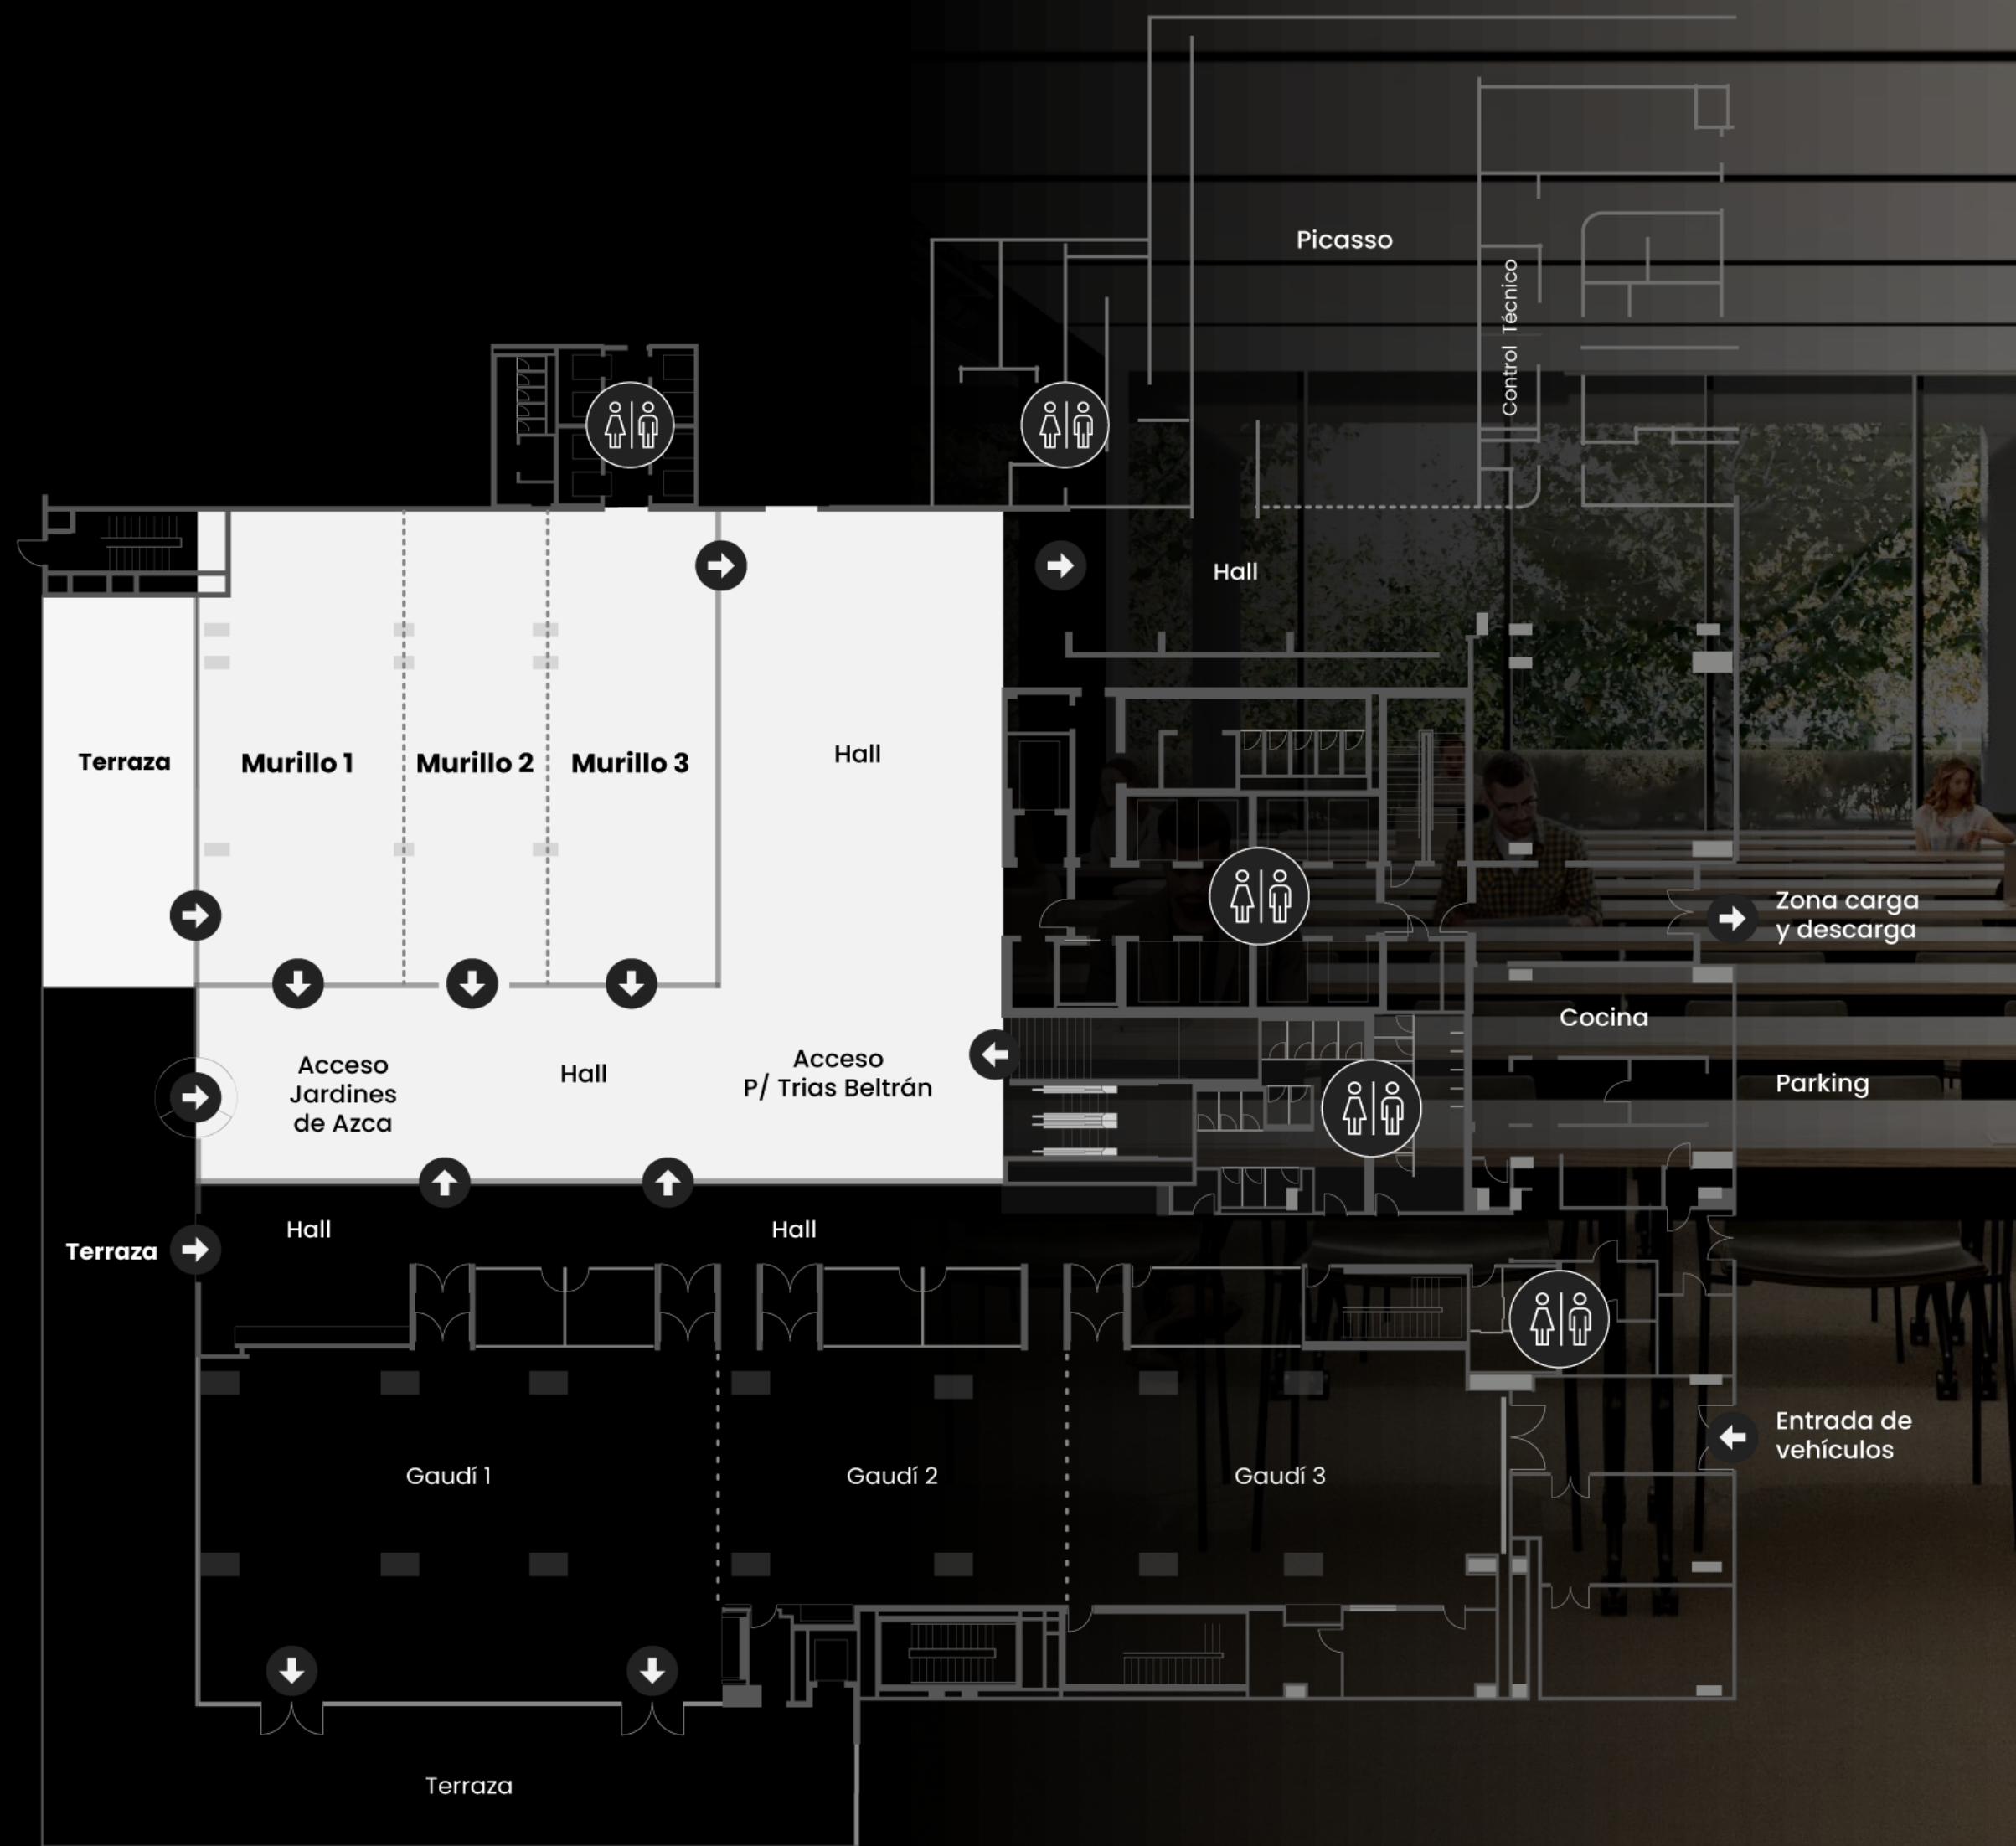 Picasso
Control Técnico
Hall
Terraza
Murillo 1
Murillo 2
Murillo 3
Hall
Zona carga
y descarga
Cocina
Acceso
Jardines
de Azca
Hall
Acceso
P/ Trias Beltrán
Parking
Terraza
Hall
Hall
Entrada de
vehículos
Gaudí 1
Gaudí 2
Gaudí 3
Terraza